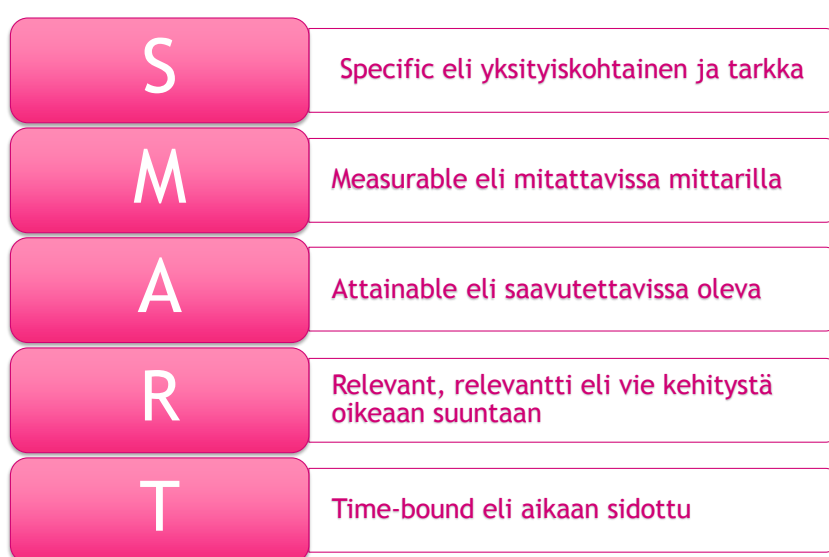 S
Specific eli yksityiskohtainen ja tarkka
M
Measurable eli mitattavissa mittarilla
A
Attainable eli saavutettavissa oleva
R
Relevant, relevantti eli vie kehitystä
oikeaan suuntaan
T
Time-bound eli aikaan sidottu